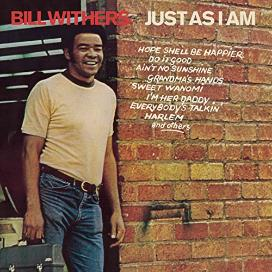 BILL WITHERS, JUST AS I AM
HOPE SHE'LL BE HAPPIER
DO IT GOOD
AIN'T NO SUNSHINE
GRANDMA'S HANDS
SWEET WANOMI
I'M HER DADDY
EVERYBODY'S TALKIN'
HARLEM
and others